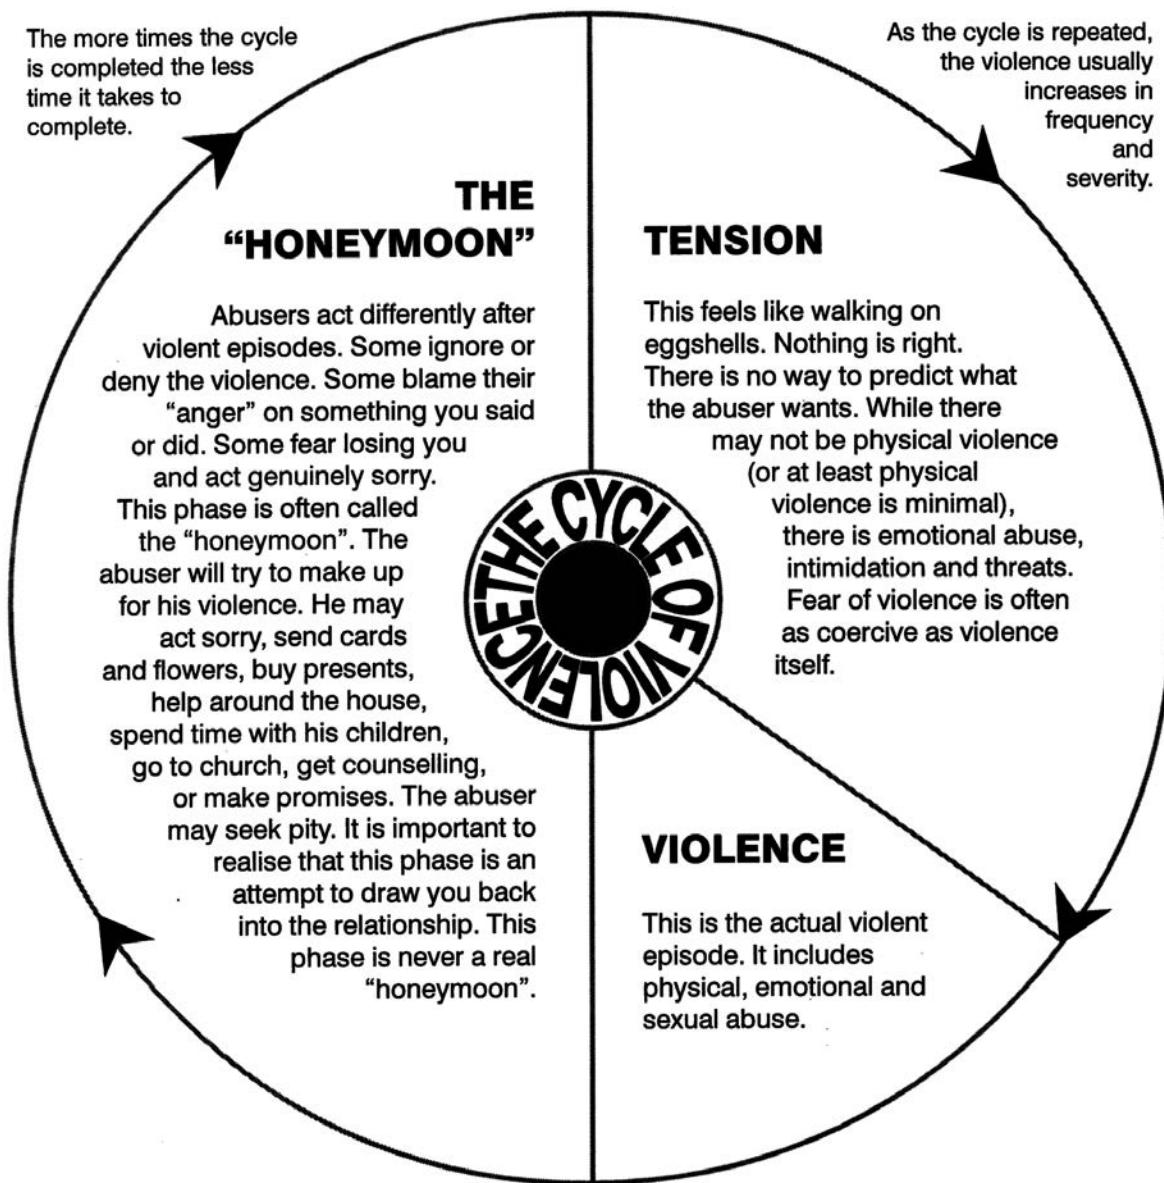 The more times the cycle
is completed the less
time it takes to
complete.
As the cycle is repeated,
the violence usually
increases in
frequency
and
severity.
THE
“HONEYMOON”
Abusers act differently after
violent episodes. Some ignore or
deny the violence. Some blame their
“anger” on something you said
or did. Some fear losing you
and act genuinely sorry.
This phase is often called
the “honeymoon”. The
abuser will try to make up
for his violence. He may
act sorry, send cards
and flowers, buy presents,
help around the house,
spend time with his children,
go to church, get counselling,
or make promises. The abuser
may seek pity. It is important to
realise that this phase is an
attempt to draw you back
into the relationship. This
phase is never a real
“honeymoon”.
TENSION
This feels like walking on
eggshells. Nothing is right.
There is no way to predict what
the abuser wants. While there
may not be physical violence
(or at least physical
violence is minimal),
there is emotional abuse,
intimidation and threats.
Fear of violence is often
as coercive as violence
itself.
THE CYCLE OF VIOLENCE
VIOLENCE
This is the actual violent
episode. It includes
physical, emotional and
sexual abuse.